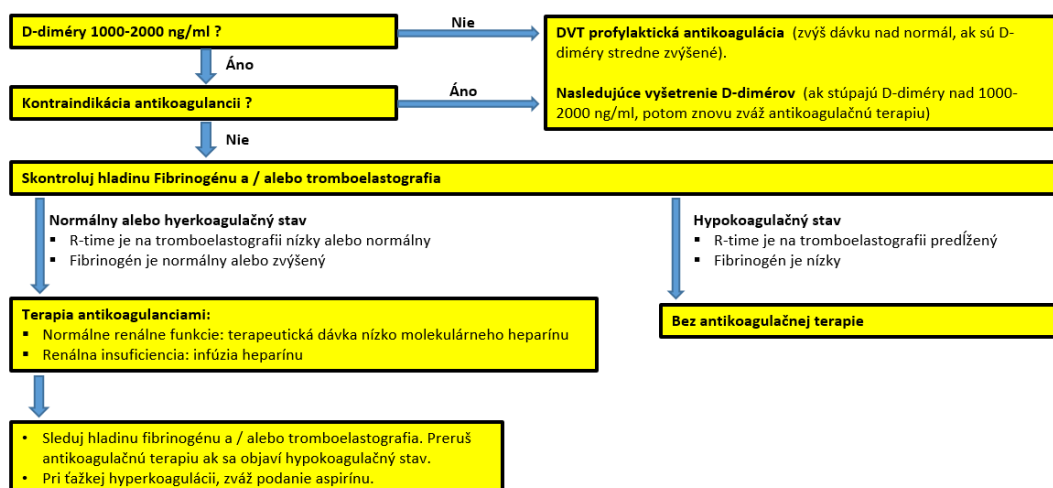 D-diméry 1000-2000 ng/ml ?
Nie
DVT profylaktická antikoagulácia (zvýš dávku nad normál, ak sú D-
diméry stredne zvýšené).
Nasledujúce vyšetrenie D-dimérov (ak stúpajú D-diméry nad 1000-
2000 ng/ml, potom znovu zváž antikoagulačnú terapiu)
Áno
Kontraindikácia antikoagulancii ?
Áno
Nie
Skontroluj hladinu Fibrinogénu a / alebo tromboelastografia
Normálny alebo hyerkoagulačný stav
▪ R-time je na tromboelastografii nízky alebo normálny
▪ Fibrinogén je normálny alebo zvýšený
Hypokoagulačný stav
▪ R-time je na tromboelastografii predĺžený
▪ Fibrinogén je nízky
Terapia antikoagulanciami:
▪ Normálne renálne funkcie: terapeutická dávka nízko molekulárneho heparínu
▪ Renálna insuficiencia: infúzia heparínu
Bez antikoagulačnej terapie
• Sleduj hladinu fibrinogénu a / alebo tromboelastografia. Preruš
antikoagulačnú terapiu ak sa objaví hypokoagulačný stav.
• Pri ťažkej hyperkoagulácii, zváž podanie aspirínu.